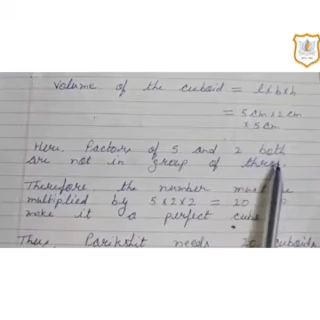 Volume of the cuboid = l x b x h
= 5 cm x 2 cm
x 5 cm
Here, Factors of 5 and 2 both
are not in group of three.
Therefore the number must be
multiplied by 5 x 2 x 2 = 20
make it a perfect cube
Thus Parikshit needs 20 cuboids